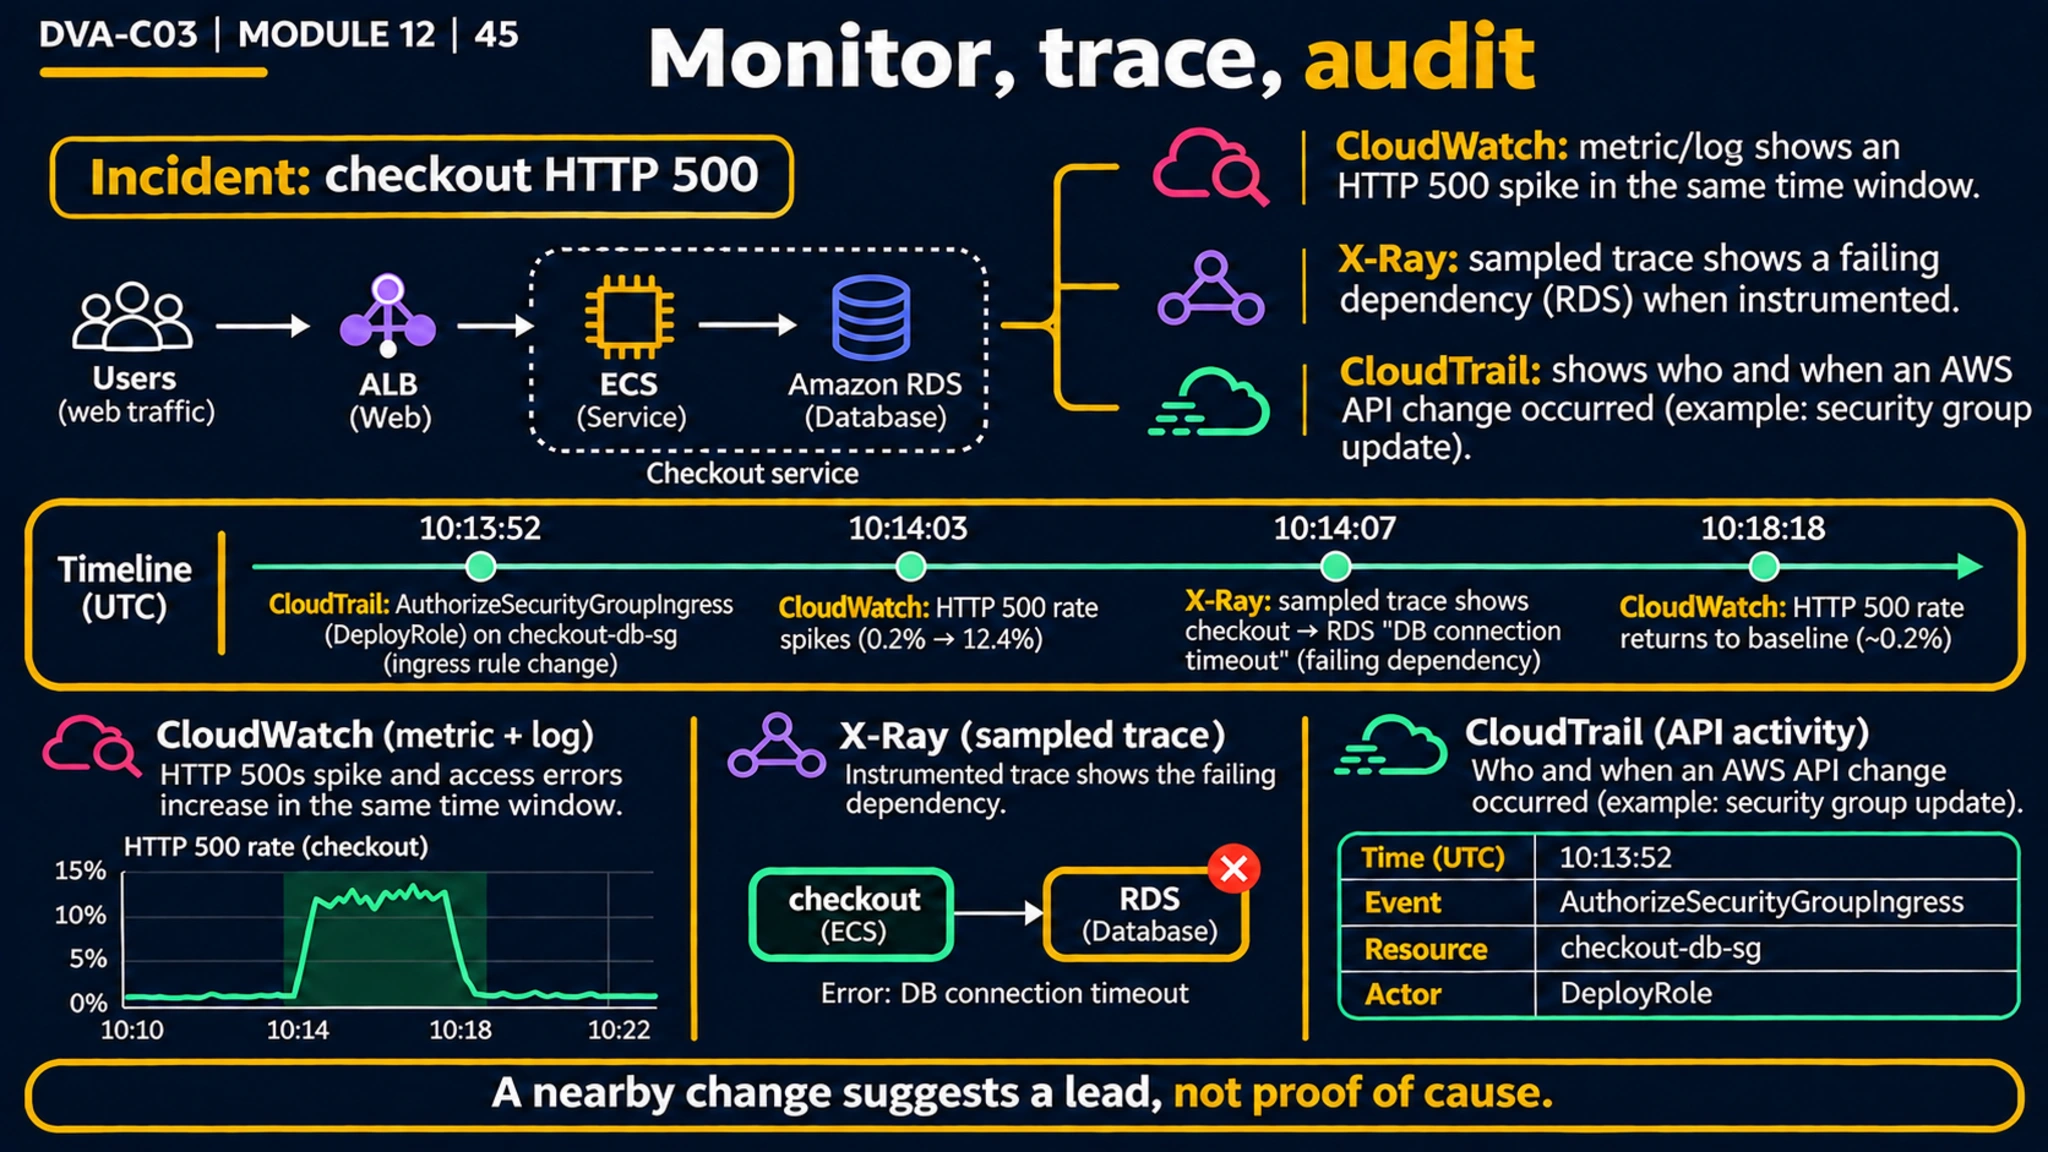 DVA-C03 | MODULE 12 | 45
Monitor, trace, audit
Incident: checkout HTTP 500
Users
(web traffic)
ALB
(Web)
ECS
(Service)
Amazon RDS
(Database)
Checkout service
CloudWatch: metric/log shows an
HTTP 500 spike in the same time window.
X-Ray: sampled trace shows a failing
dependency (RDS) when instrumented.
CloudTrail: shows who and when an AWS
API change occurred (example: security group
update).
Timeline
(UTC)
10:13:52
CloudTrail: AuthorizeSecurityGroupIngress
(DeployRole) on checkout-db-sg
(ingress rule change)
10:14:03
CloudWatch: HTTP 500 rate
spikes (0.2% → 12.4%)
10:14:07
X-Ray: sampled trace shows
checkout → RDS "DB connection
timeout" (failing dependency)
10:18:18
CloudWatch: HTTP 500 rate
returns to baseline (~0.2%)
CloudWatch (metric + log)
HTTP 500s spike and access errors
increase in the same time window.
HTTP 500 rate (checkout)
15%
10%
5%
0%
10:10
10:14
10:18
10:22
X-Ray (sampled trace)
Instrumented trace shows the failing
dependency.
checkout
(ECS)
RDS
(Database)
Error: DB connection timeout
CloudTrail (API activity)
Who and when an AWS API change
occurred (example: security group update).
Time (UTC) 10:13:52
Event AuthorizeSecurityGroupIngress
Resource checkout-db-sg
Actor DeployRole
A nearby change suggests a lead, not proof of cause.